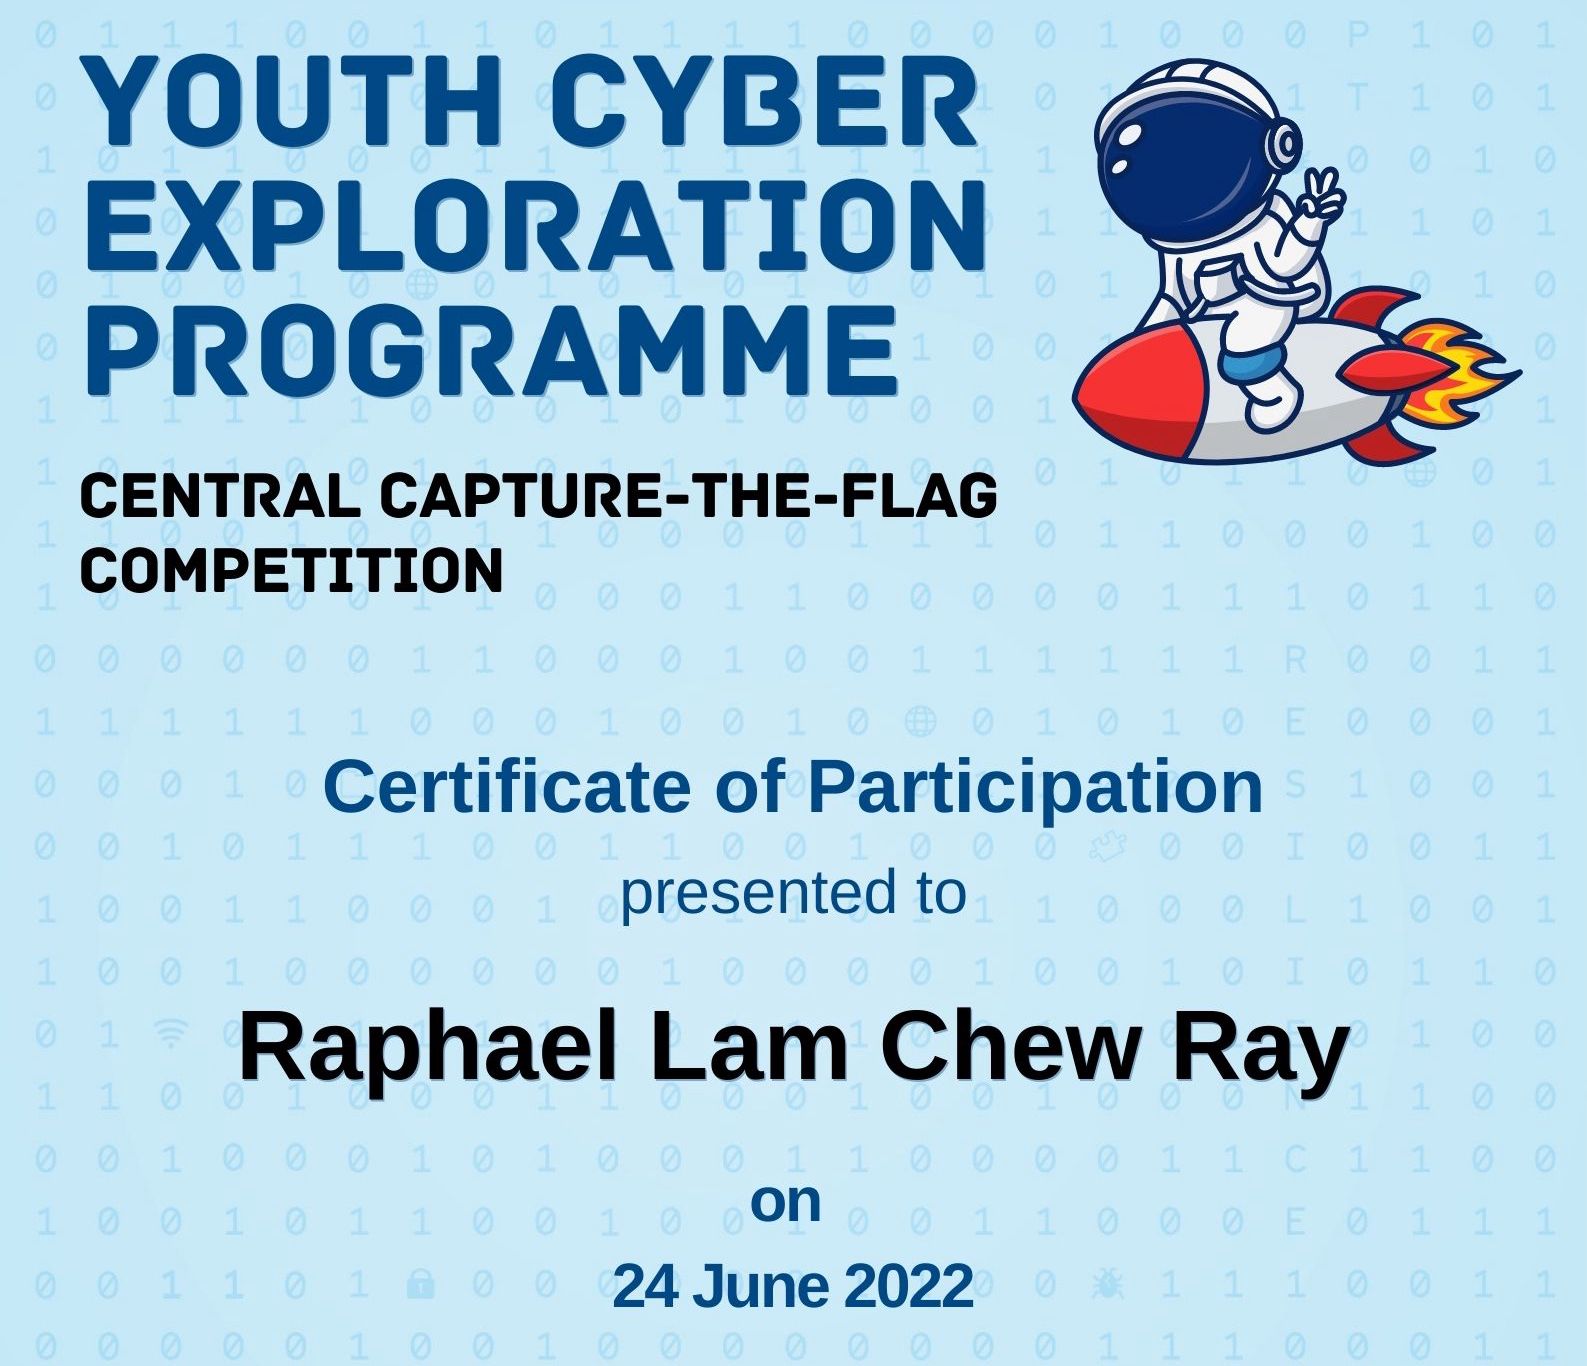 YOUTH CYBER
EXPLORATION
PROGRAMME
CENTRAL CAPTURE-THE-FLAG
COMPETITION
Certificate of Participation
presented to
Raphael Lam Chew Ray
on
24 June 2022